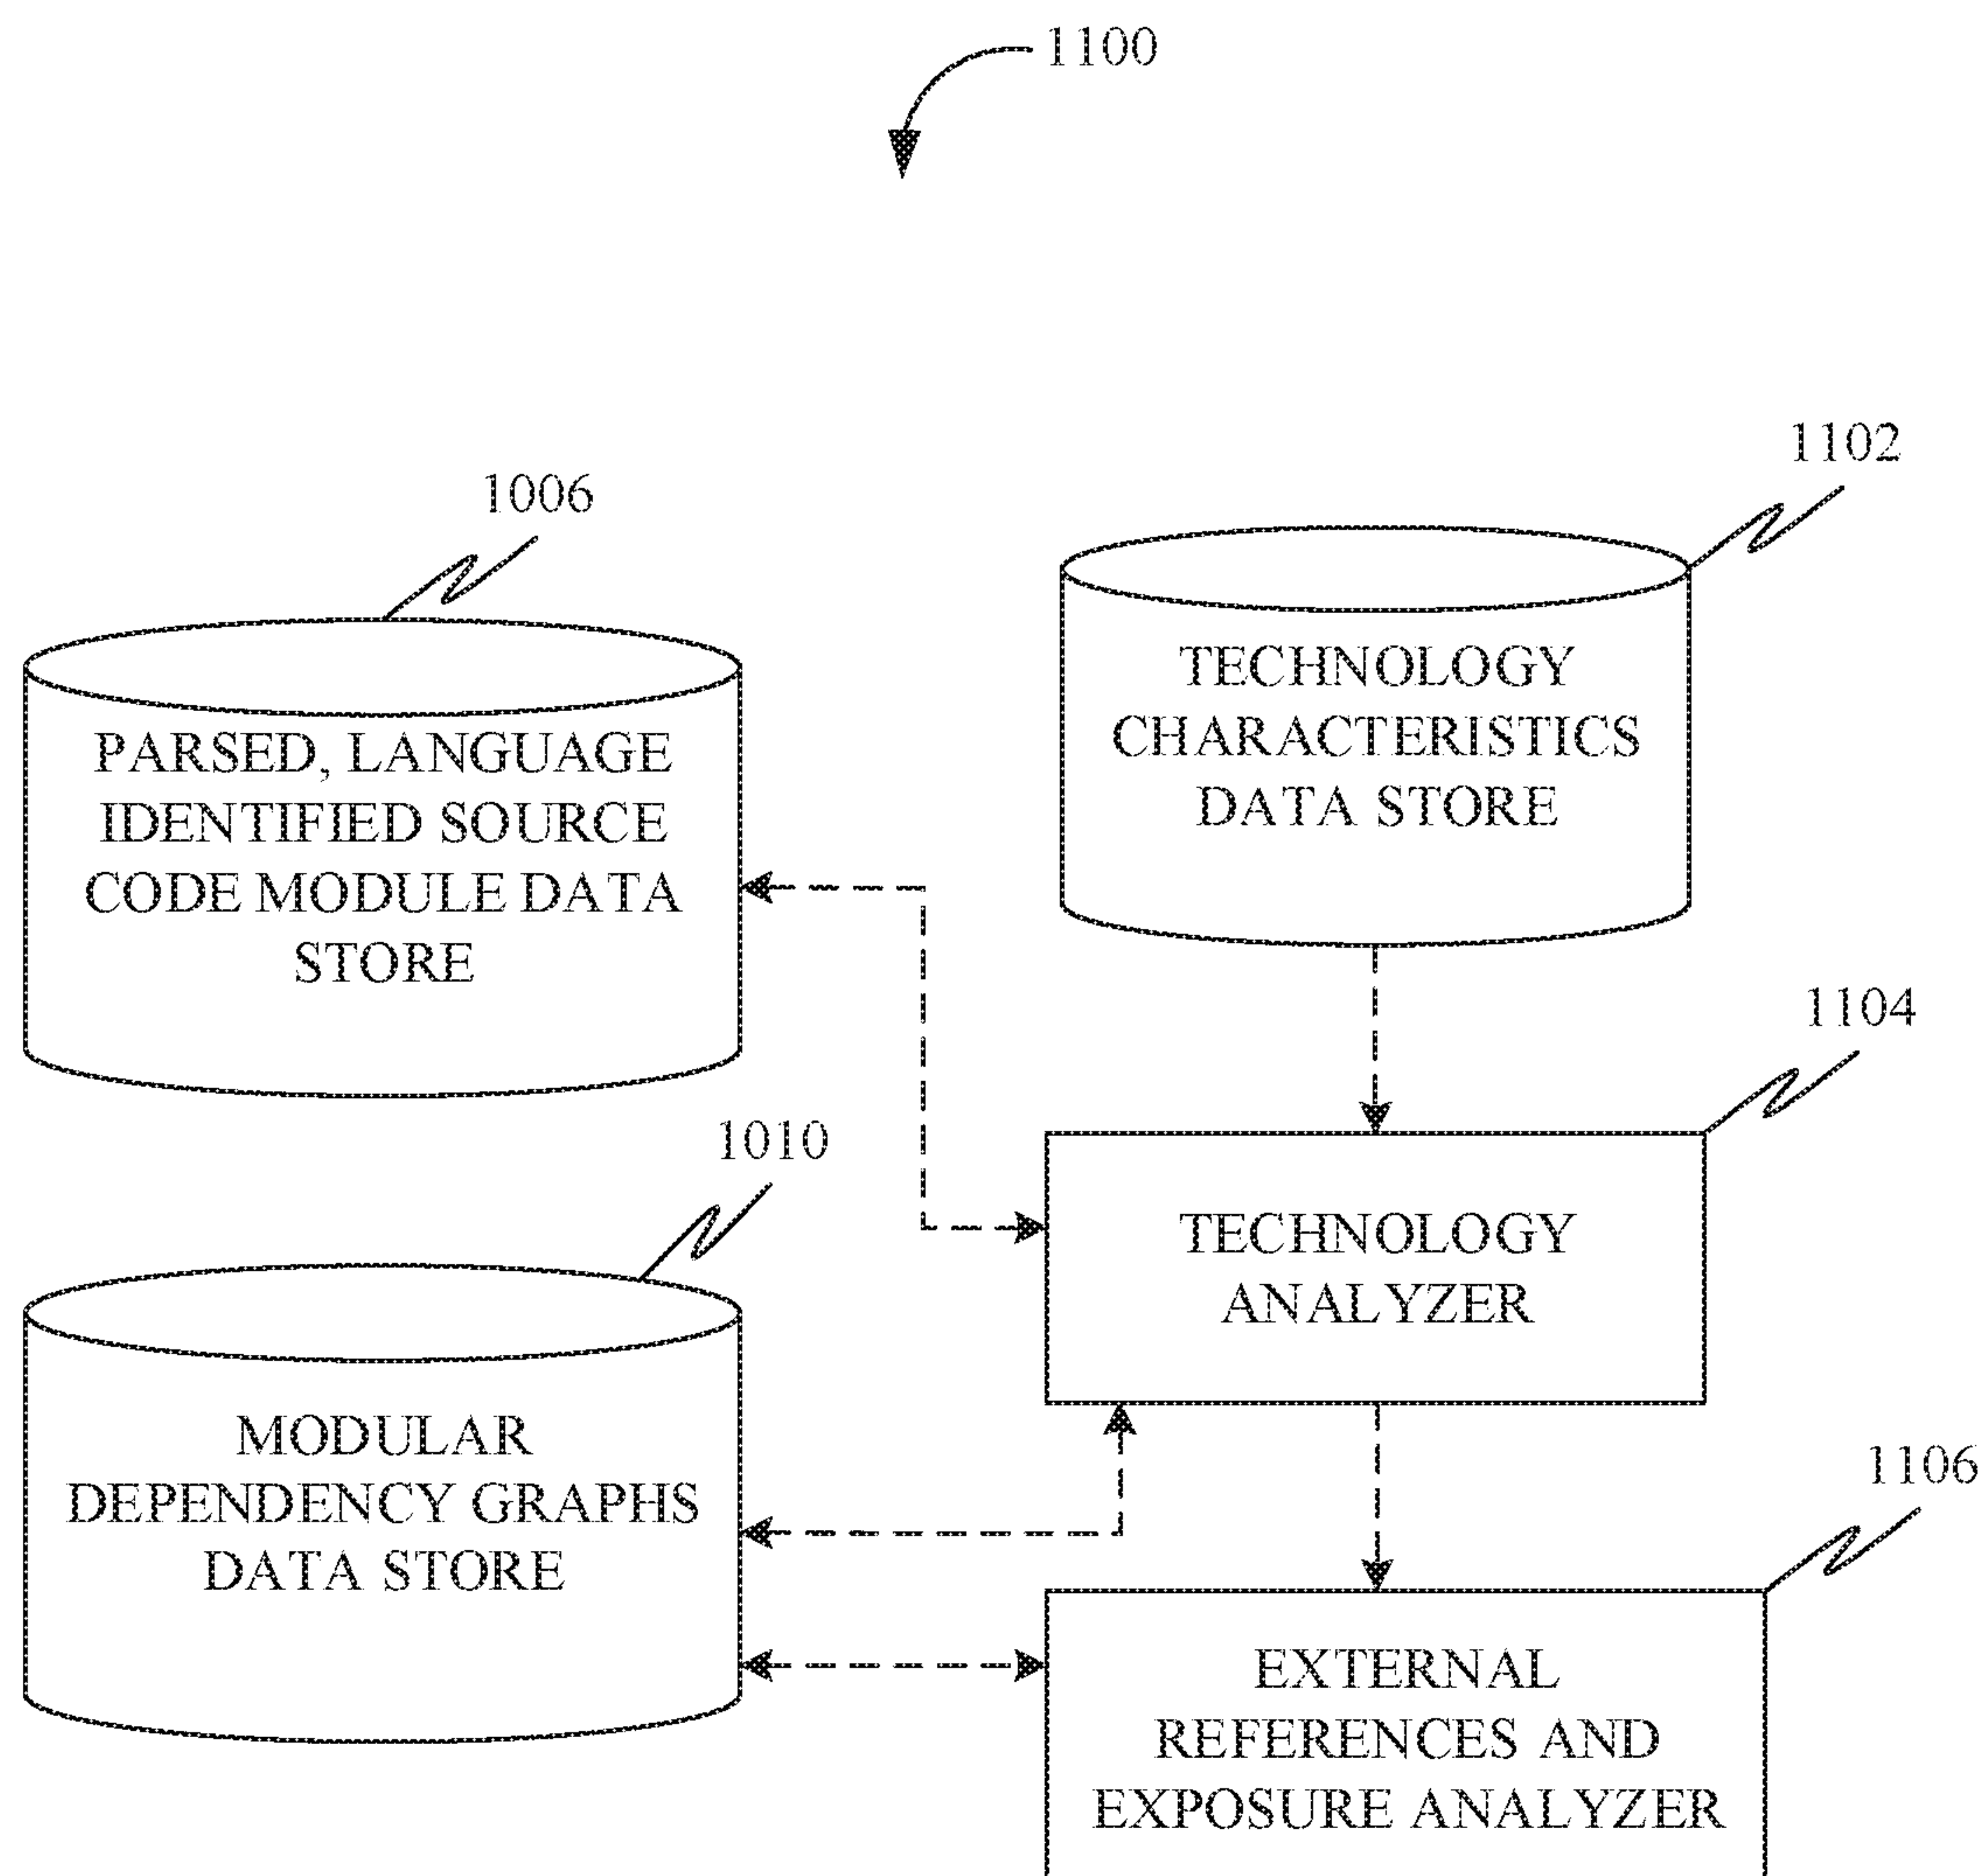 1100
1102
1006
TECHNOLOGY
CHARACTERISTICS
DATA STORE
PARSED, LANGUAGE
IDENTIFIED SOURCE
CODE MODULE DATA
STORE
1104
1010
TECHNOLOGY
ANALYZER
MODULAR
DEPENDENCY GRAPHS
DATA STORE
1106
EXTERNAL
REFERENCES AND
EXPOSURE ANALYZER